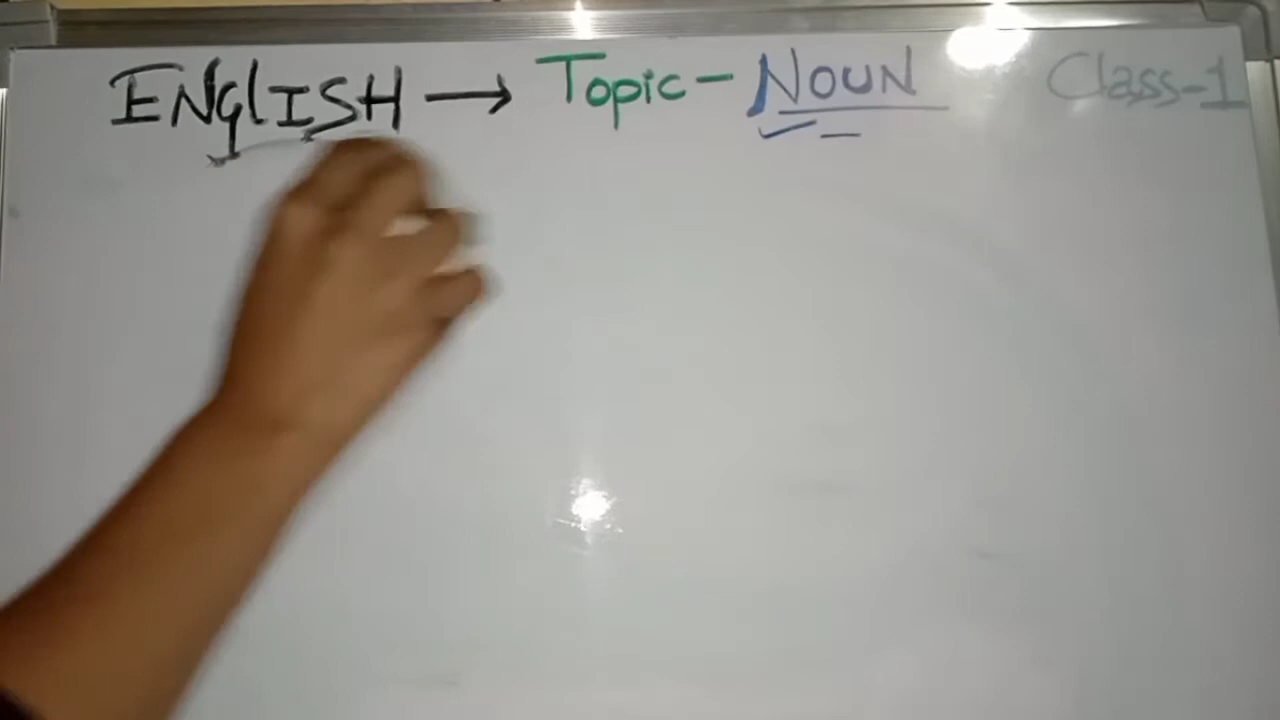 ENglISH → Topic - NOUN Class-1